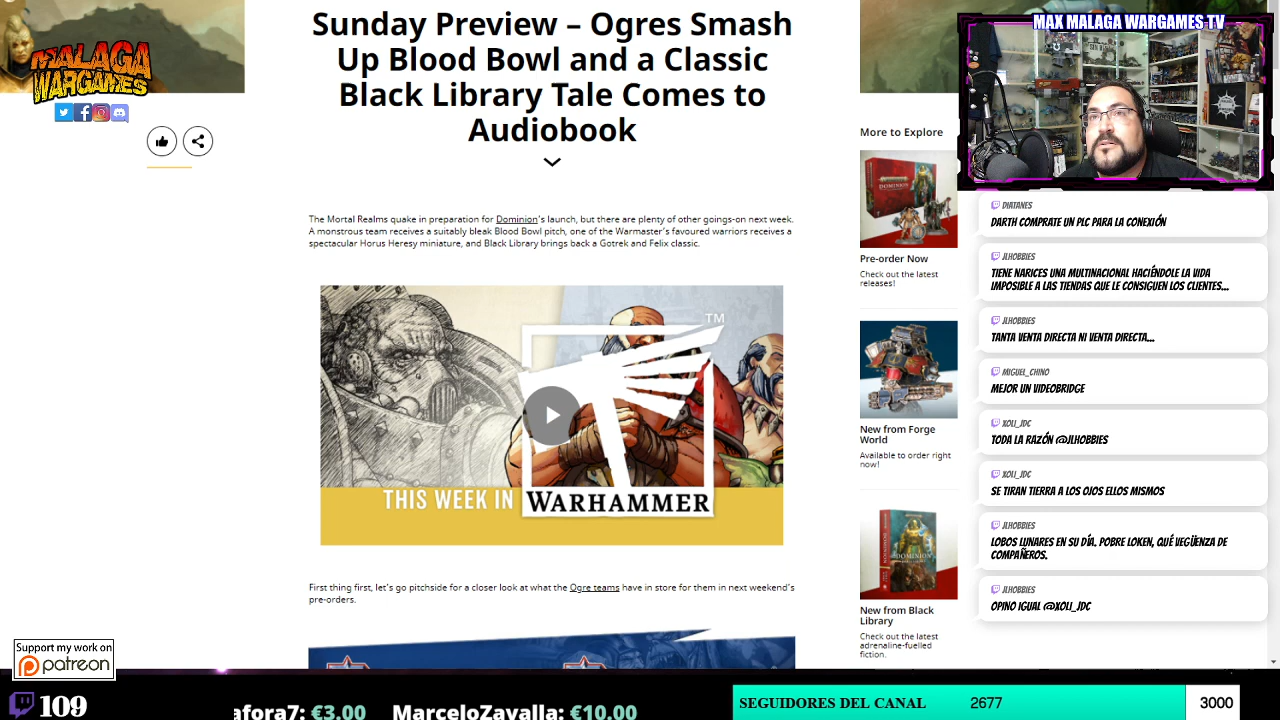 Sunday Preview – Ogres Smash
Up Blood Bowl and a Classic
Black Library Tale Comes to
Audiobook
MALAGA
WARGAMES
The Mortal Realms quake in preparation for Dominion's launch, but there are plenty of other goings-on next week.
A monstrous team receives a suitably bleak Blood Bowl pitch, one of the Warmaster's favoured warriors receives a
spectacular Horus Heresy miniature, and Black Library brings back a Gotrek and Felix classic.
TM
THIS WEEK IN WARHAMMER
First thing first, let's go pitchside for a closer look at what the Ogre teams have in store for them in next weekend's
pre-orders.
More to Explore
DOMINION
Pre-order Now
Check out the latest
releases!
New from Forge
World
Available to order right
now!
DOMINION
New from Black
Library
Check out the latest
adrenaline-fuelled
fiction.
MAX MALAGA WARGAMES TV
DIATANES
DARTH COMPRATE UN PLC PARA LA CONEXIÓN
JLHOBBIES
TIENE NARICES UNA MULTINACIONAL HACIÉNDOLE LA VIDA
IMPOSIBLE A LAS TIENDAS QUE LE CONSIGUEN LOS CLIENTES...
JLHOBBIES
TANTA VENTA DIRECTA NI VENTA DIRECTA...
MIGUEL_CHINO
MEJOR UN VIDEOBRIDGE
XOLI_JDC
TODA LA RAZÓN @JLHOBBIES
XOLI_JDC
SE TIRAN TIERRA A LOS OJOS ELLOS MISMOS
JLHOBBIES
LOBOS LUNARES EN SU DÍA. POBRE LOKEN, QUÉ VEGÜENZA DE
COMPAÑEROS.
JLHOBBIES
OPINO IGUAL @XOLI_JDC
Support my work on
patreon
109
afora7: €3.00 MarceloZavalla: €10.00
SEGUIDORES DEL CANAL 2677 3000